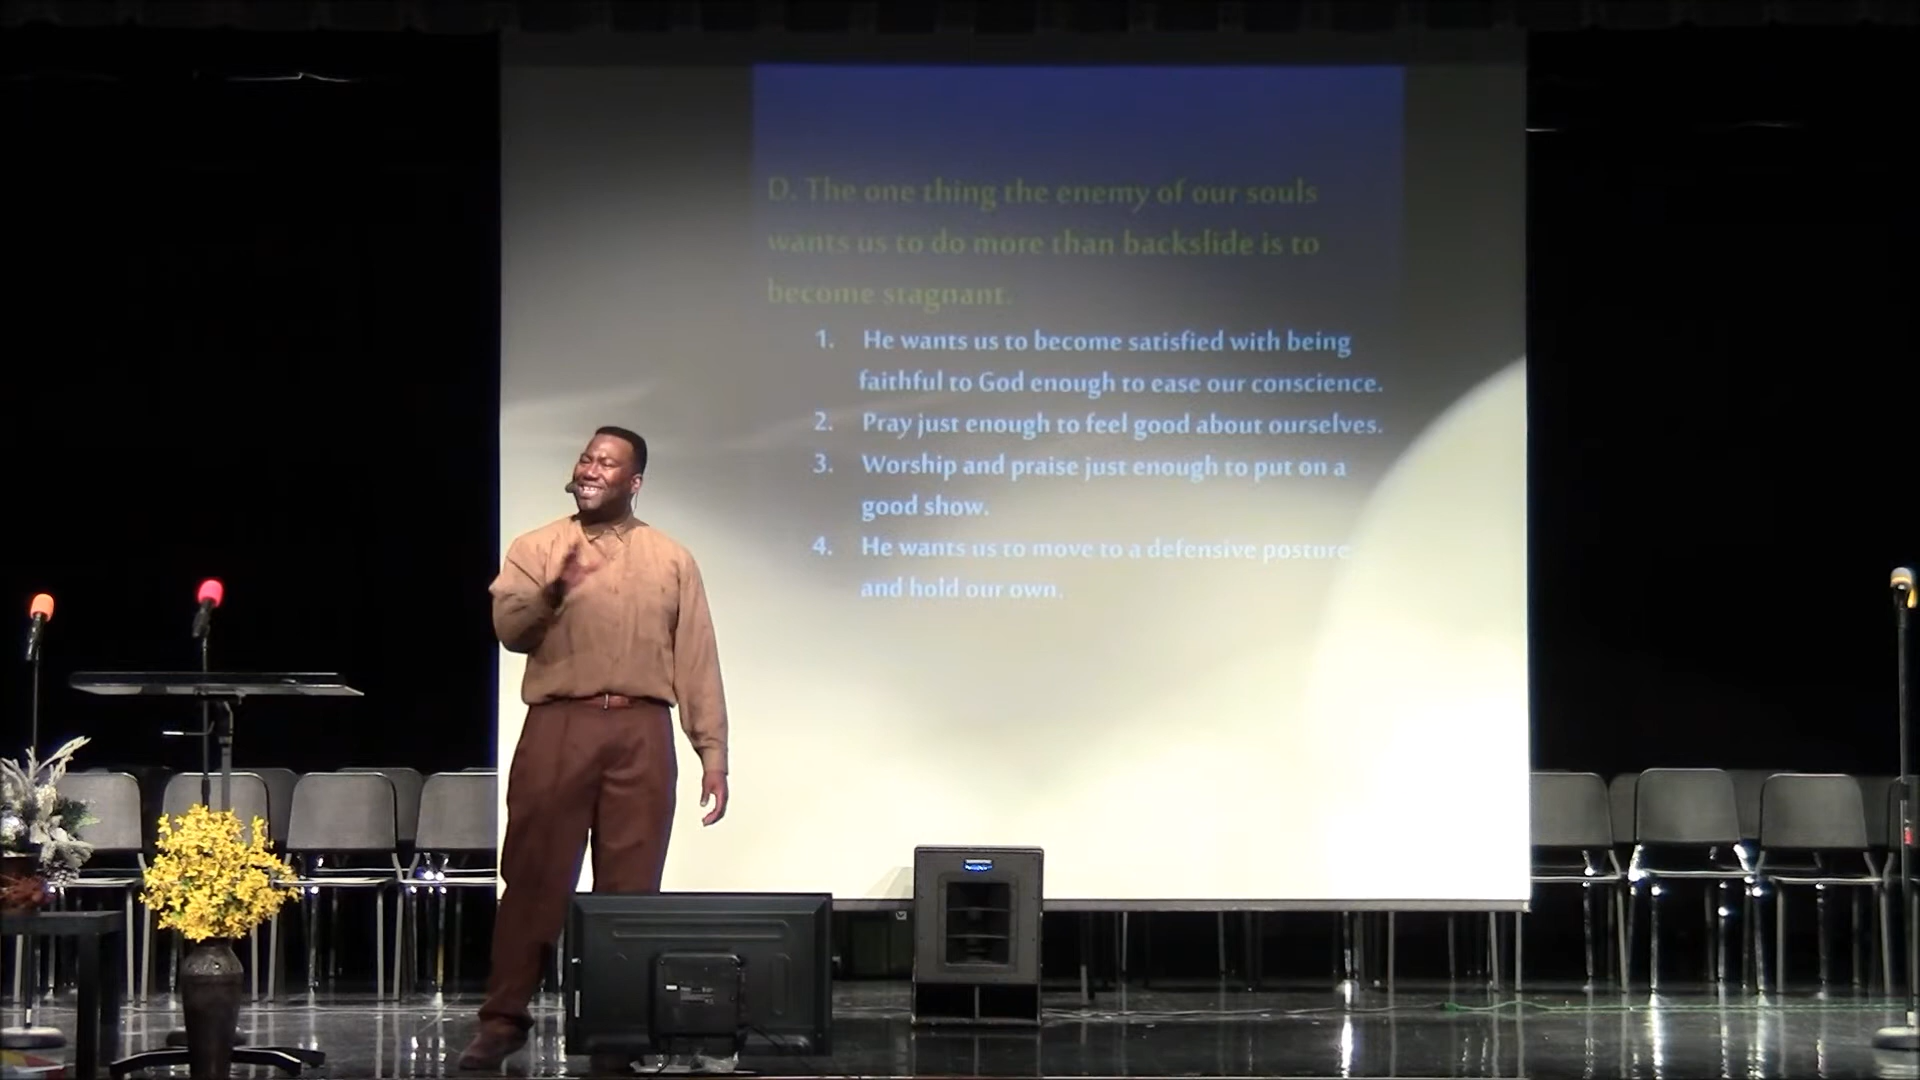 D. The one thing the enemy of our souls
wants us to do more than backslide is to
become stagnant.
1. He wants us to become satisfied with being
faithful to God enough to ease our conscience.
2. Pray just enough to feel good about ourselves.
3. Worship and praise just enough to put on a
good show.
4. He wants us to move to a defensive posture
and hold our own.